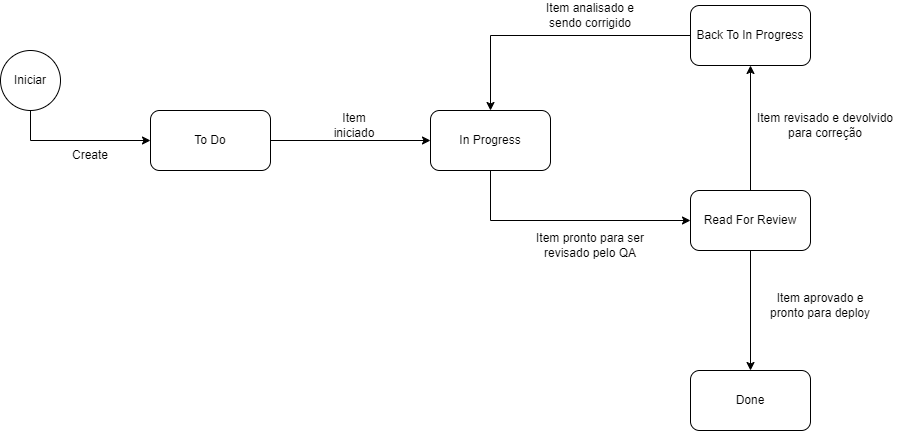 Item analisado e
sendo corrigido
Back To In Progress
Iniciar
Item
iniciado
Item revisado e devolvido
para correção
To Do
In Progress
Create
Read For Review
Item pronto para ser
revisado pelo QA
Item aprovado e
pronto para deploy
Done